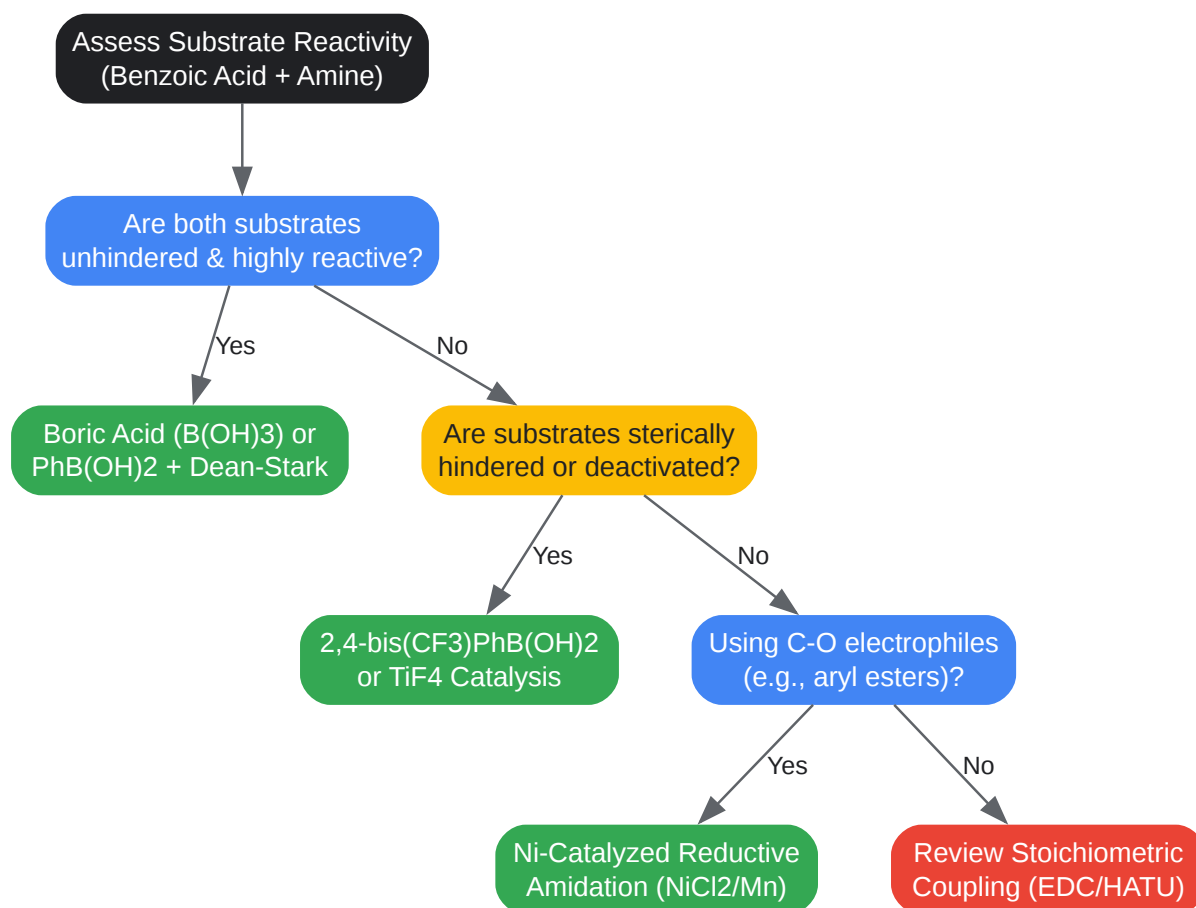 Assess Substrate Reactivity
(Benzoic Acid + Amine)
Are both substrates
unhindered & highly reactive?
Yes
No
Boric Acid (B(OH)3) or
PhB(OH)2 + Dean-Stark
Are substrates sterically
hindered or deactivated?
Yes
No
2,4-bis(CF3)PhB(OH)2
or TiF4 Catalysis
Using C-O electrophiles
(e.g., aryl esters)?
Yes
No
Ni-Catalyzed Reductive
Amidation (NiCl2/Mn)
Review Stoichiometric
Coupling (EDC/HATU)